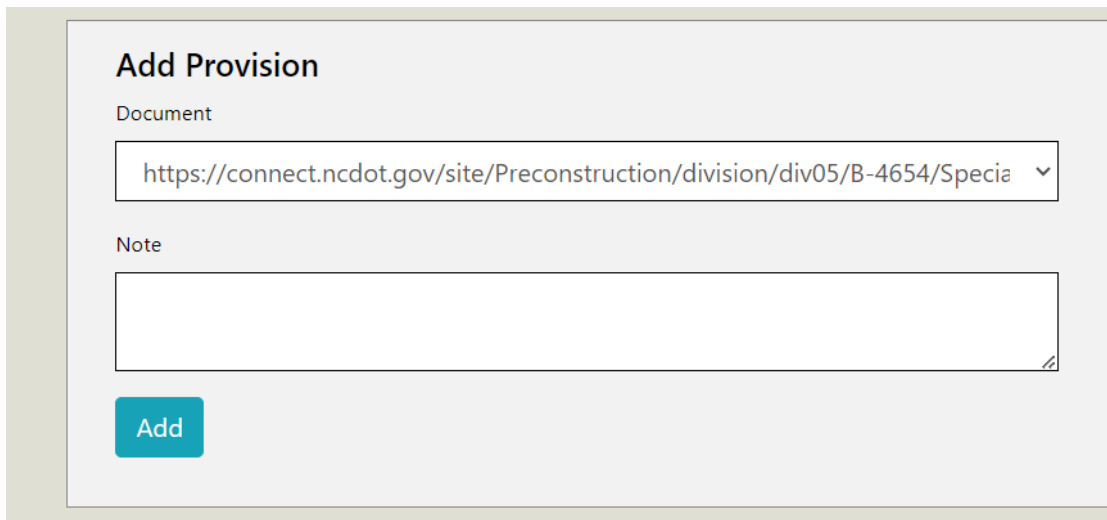 Add Provision
Document
https://connect.ncdot.gov/site/Preconstruction/division/div05/B-4654/Specia
Note
Add